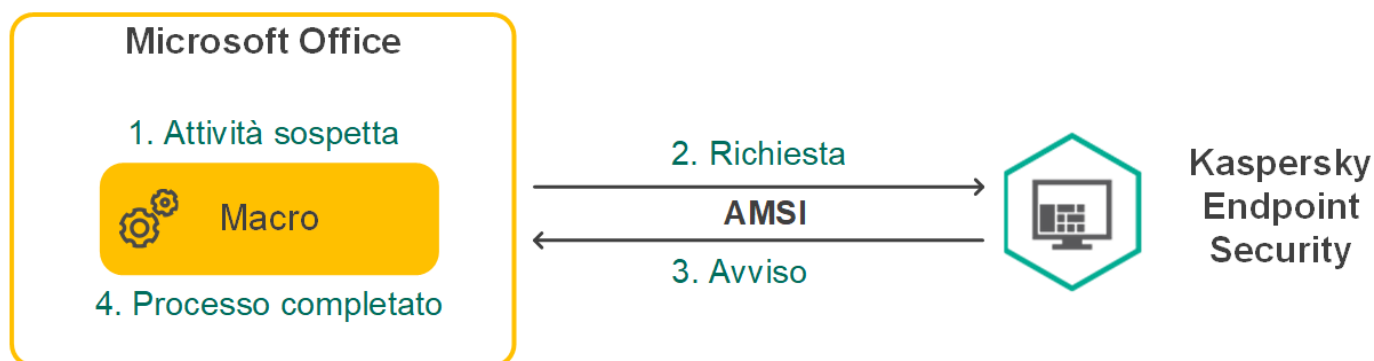 Microsoft Office
1. Attività sospetta
Macro
4. Processo completato
2. Richiesta
AMSI
3. Avviso
Kaspersky
Endpoint
Security